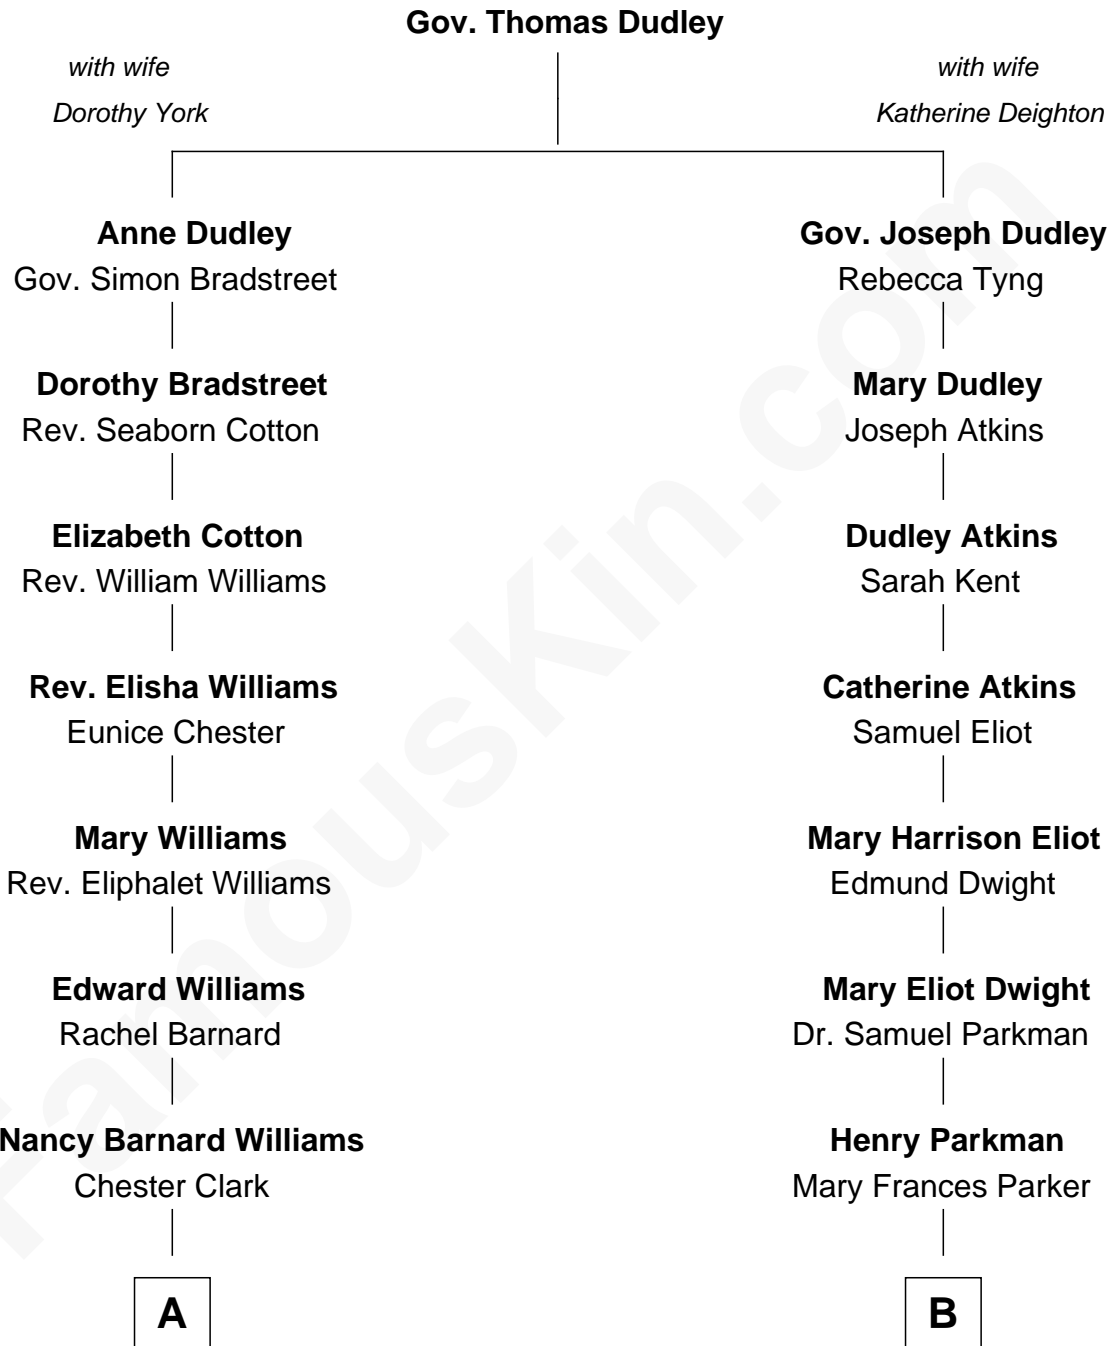 Gov. Thomas Dudley
with wife
Dorothy York
with wife
Katherine Deighton
Anne Dudley
Gov. Simon Bradstreet
Gov. Joseph Dudley
Rebecca Tyng
Dorothy Bradstreet
Rev. Seaborn Cotton
Mary Dudley
Joseph Atkins
Elizabeth Cotton
Rev. William Williams
Dudley Atkins
Sarah Kent
Rev. Elisha Williams
Eunice Chester
Catherine Atkins
Samuel Eliot
Mary Williams
Rev. Eliphalet Williams
Mary Harrison Eliot
Edmund Dwight
Edward Williams
Rachel Barnard
Mary Eliot Dwight
Dr. Samuel Parkman
Nancy Barnard Williams
Chester Clark
Henry Parkman
Mary Frances Parker
A
B
FamousKin.com